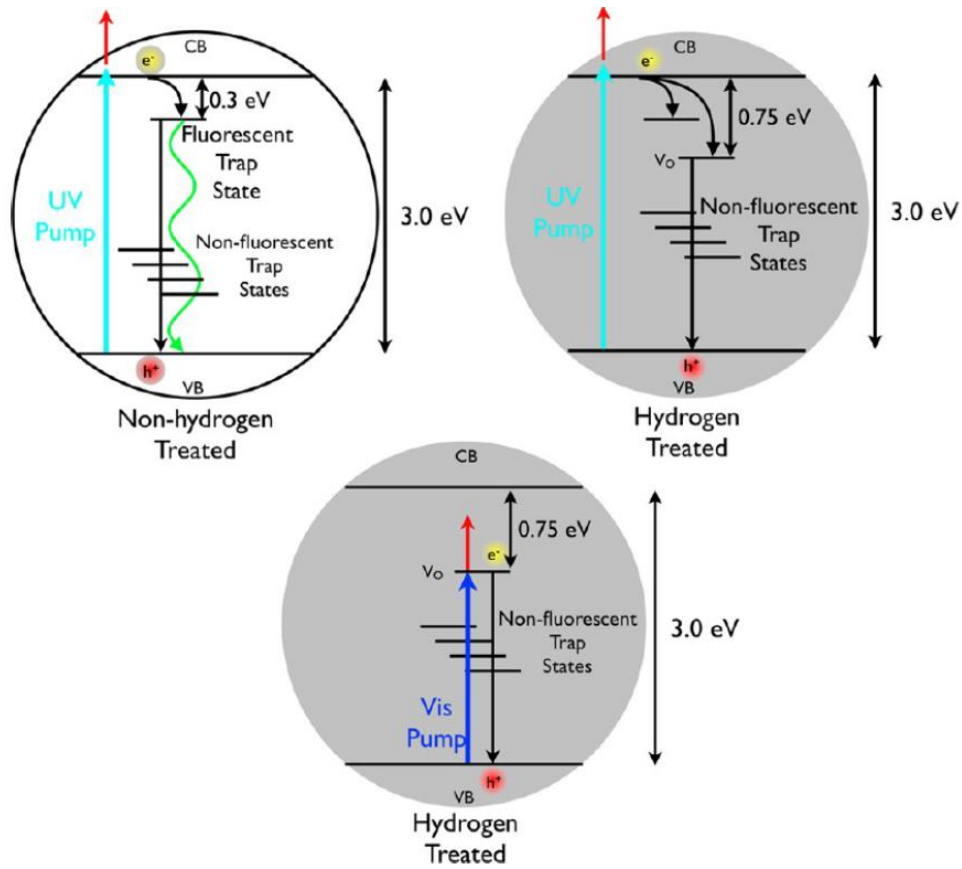 CB
e-
0.3 eV
Fluorescent
Trap
State
UV
Pump
3.0 eV
Non-fluorescent
Trap
States
h+
VB
Non-hydrogen
Treated
CB
e-
0.75 eV
Vo
UV
Pump
Non-fluorescent
Trap
States
3.0 eV
h+
VB
Hydrogen
Treated
CB
0.75 eV
e-
Vo
Non-fluorescent
Trap
States
3.0 eV
Vis
Pump
h+
VB
Hydrogen
Treated